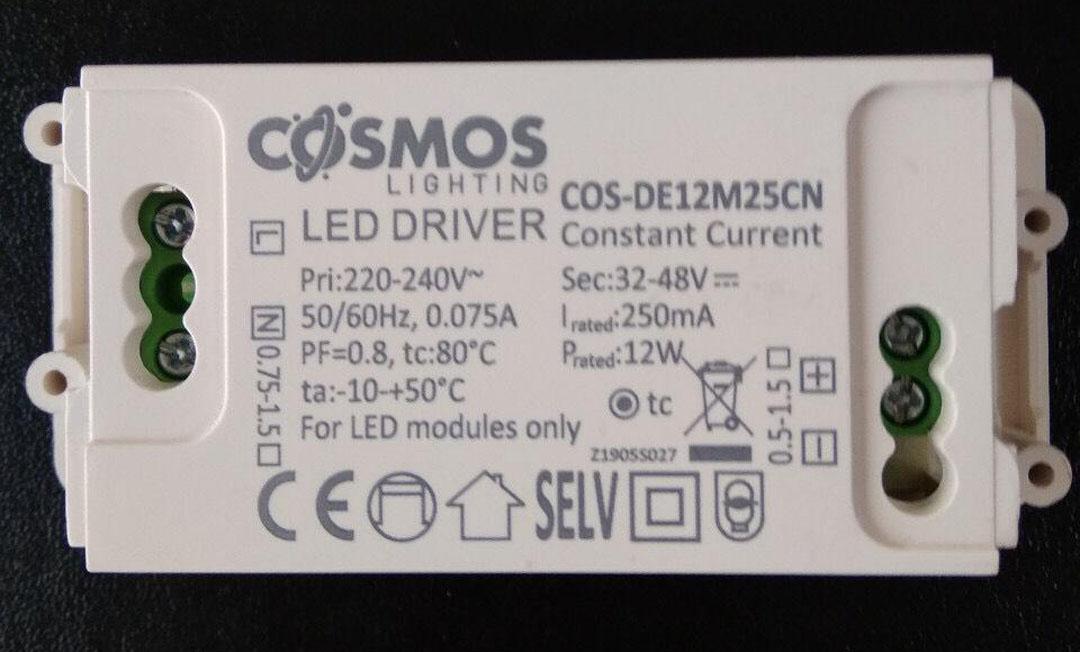 COSMOS
LIGHTING
LED DRIVER
COS-DE12M25CN
Constant Current
L
Pri:220-240V~
50/60Hz, 0.075A
PF=0.8, tc:80°C
ta:-10-+50°C
For LED modules only
N
0.75-1.5
Sec:32-48V⎓
Irated:250mA
Prated:12W
tc
0.5-1.5
+
-
Z1905S027
CE
SELV